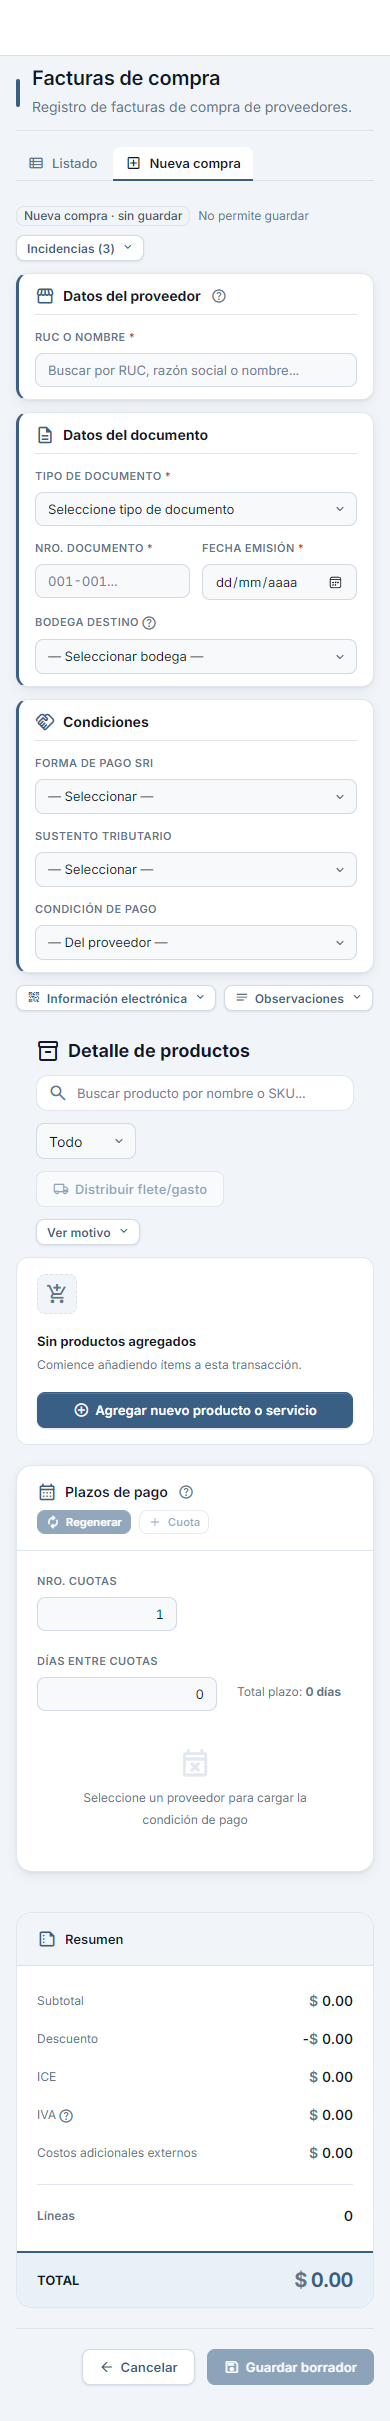 Facturas de compra
Registro de facturas de compra de proveedores.
Listado
Nueva compra
Nueva compra · sin guardar
No permite guardar
Incidencias (3)
Datos del proveedor
RUC O NOMBRE *
Buscar por RUC, razón social o nombre...
Datos del documento
TIPO DE DOCUMENTO *
Seleccione tipo de documento
NRO. DOCUMENTO * FECHA EMISIÓN *
001-001... dd/mm/aaaa
BODEGA DESTINO
— Seleccionar bodega —
Condiciones
FORMA DE PAGO SRI
— Seleccionar —
SUSTENTO TRIBUTARIO
— Seleccionar —
CONDICIÓN DE PAGO
— Del proveedor —
Información electrónica
Observaciones
Detalle de productos
Buscar producto por nombre o SKU...
Todo
Distribuir flete/gasto
Ver motivo
Sin productos agregados
Comience añadiendo ítems a esta transacción.
Agregar nuevo producto o servicio
Plazos de pago
Regenerar
Cuota
NRO. CUOTAS
1
DÍAS ENTRE CUOTAS
0 Total plazo: 0 días
Seleccione un proveedor para cargar la
condición de pago
Resumen
Subtotal $ 0.00
Descuento -$ 0.00
ICE $ 0.00
IVA $ 0.00
Costos adicionales externos $ 0.00
Líneas 0
TOTAL $ 0.00
Cancelar
Guardar borrador